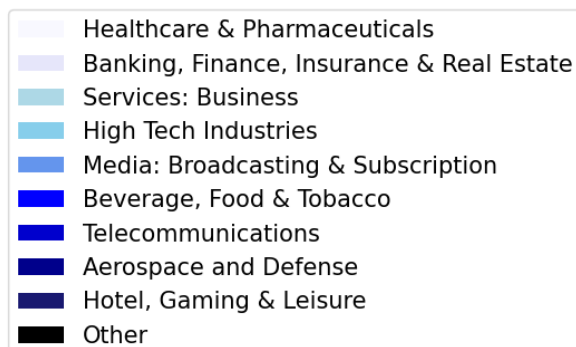 Healthcare & Pharmaceuticals
Banking, Finance, Insurance & Real Estate
Services: Business
High Tech Industries
Media: Broadcasting & Subscription
Beverage, Food & Tobacco
Telecommunications
Aerospace and Defense
Hotel, Gaming & Leisure
Other